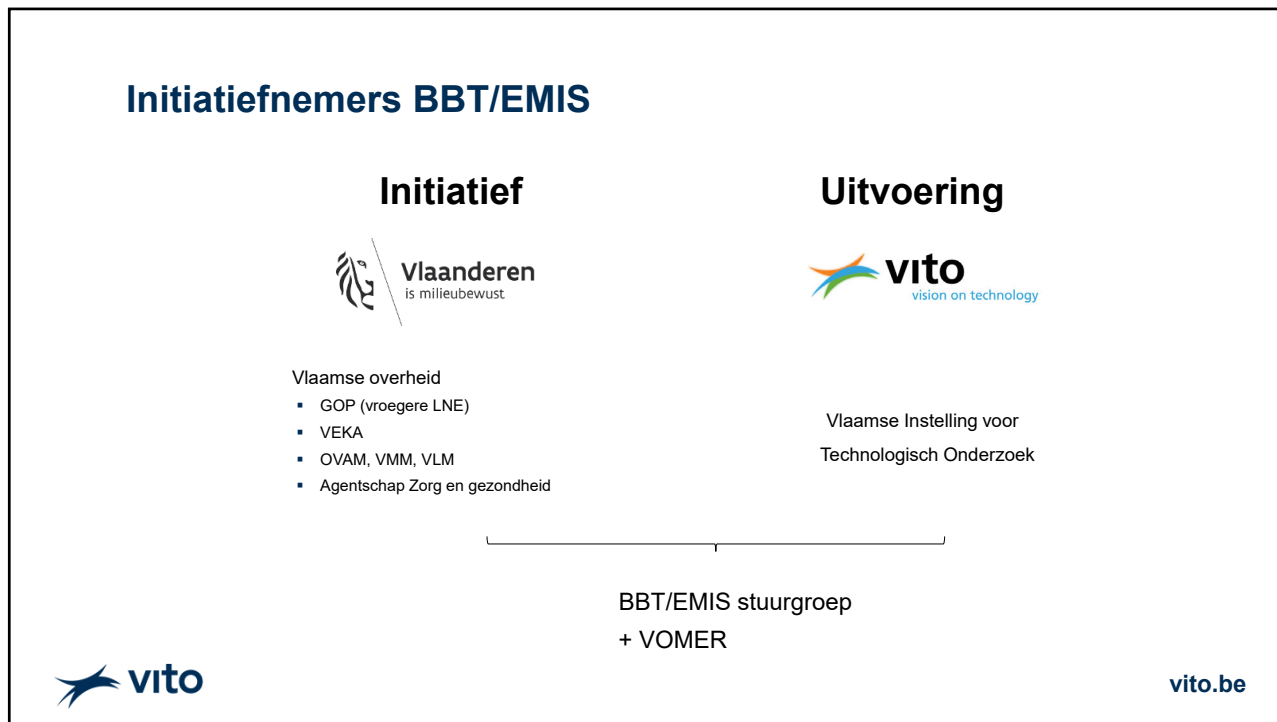 Initiatiefnemers BBT/EMIS
Initiatief
Vlaanderen
is milieubewust
Vlaamse overheid
▪ GOP (vroegere LNE)
▪ VEKA
▪ OVAM, VMM, VLM
▪ Agentschap Zorg en gezondheid
Uitvoering
vito
vision on technology
Vlaamse Instelling voor
Technologisch Onderzoek
BBT/EMIS stuurgroep
+ VOMER
vito
vito.be